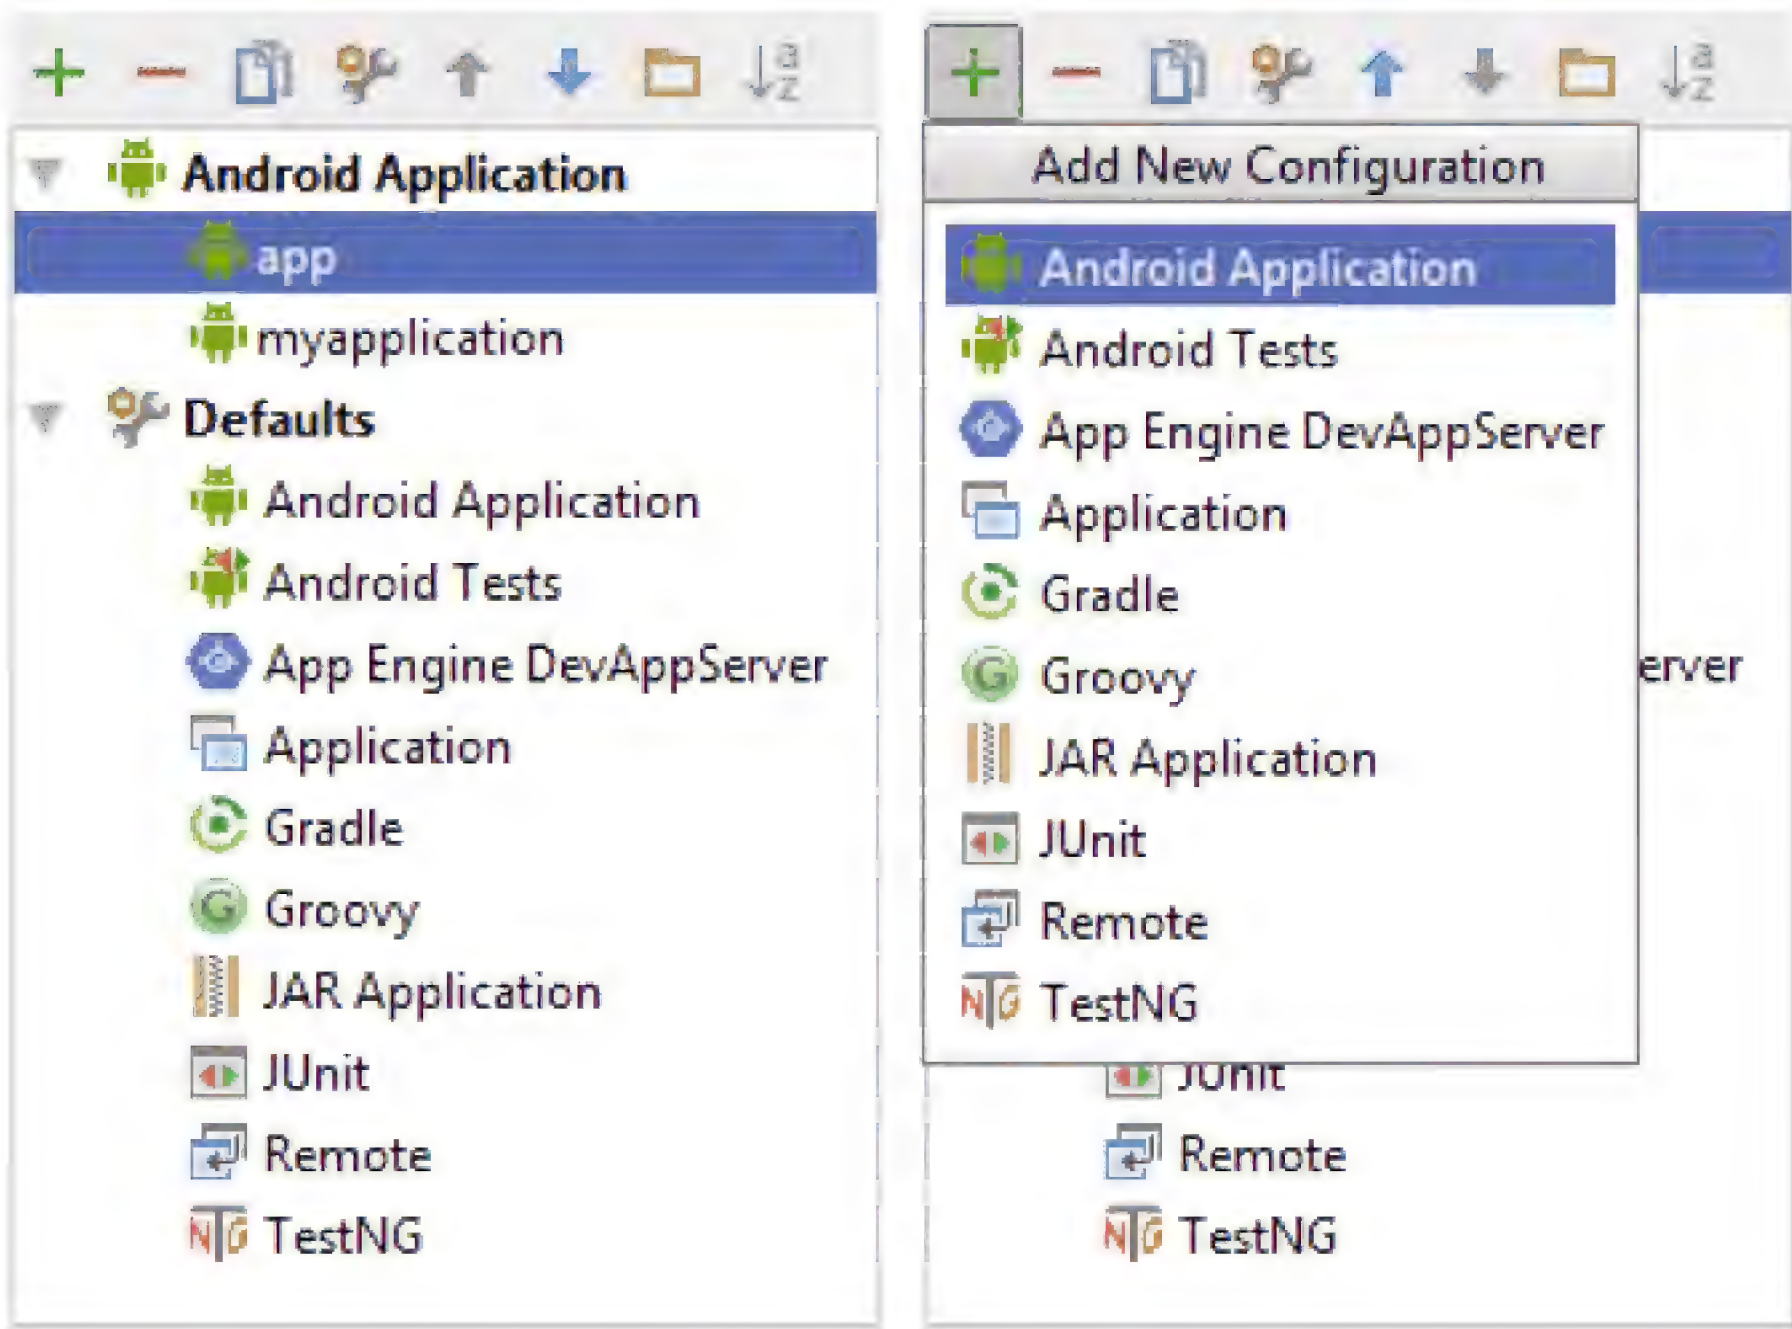 Android Application
app
myapplication
Defaults
Android Application
Android Tests
App Engine DevAppServer
Application
Gradle
Groovy
JAR Application
JUnit
Remote
TestNG
Add New Configuration
Android Application
Android Tests
App Engine DevAppServer
Application
Gradle
Groovy
JAR Application
JUnit
Remote
TestNG
erver
JUnit
Remote
TestNG